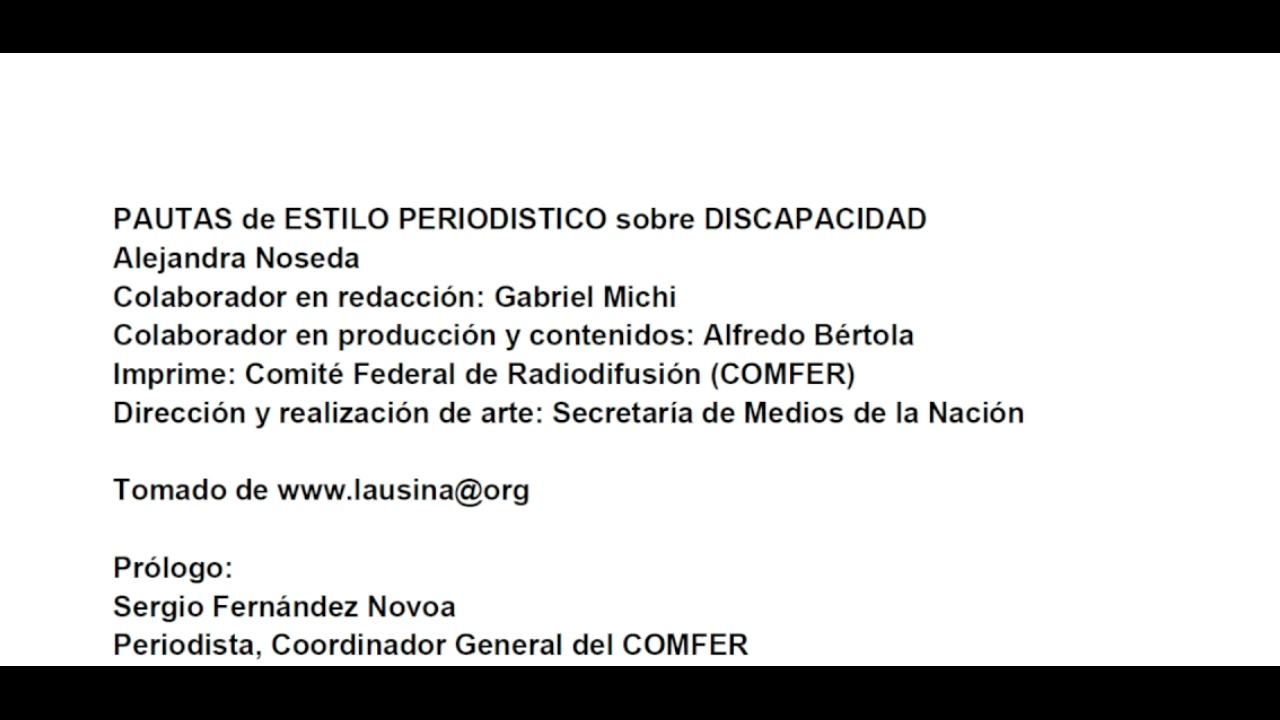 PAUTAS de ESTILO PERIODISTICO sobre DISCAPACIDAD
Alejandra Noseda
Colaborador en redacción: Gabriel Michi
Colaborador en producción y contenidos: Alfredo Bértola
Imprime: Comité Federal de Radiodifusión (COMFER)
Dirección y realización de arte: Secretaría de Medios de la Nación
Tomado de www.lausina@org
Prólogo:
Sergio Fernández Novoa
Periodista, Coordinador General del COMFER